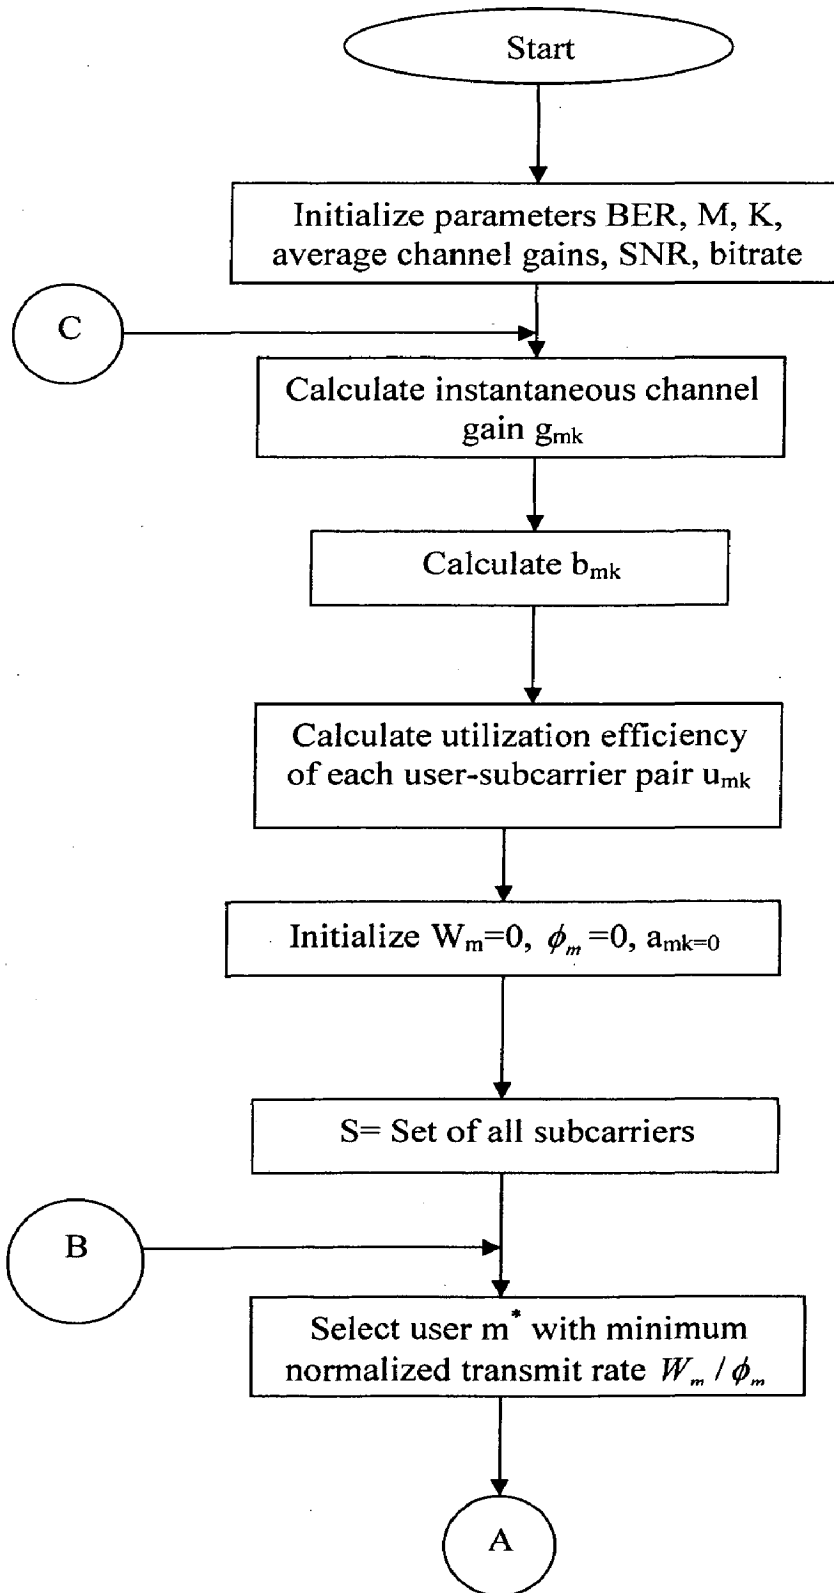 Start
Initialize parameters BER, M, K,
average channel gains, SNR, bitrate
C
Calculate instantaneous channel
gain gₘₖ
Calculate bₘₖ
Calculate utilization efficiency
of each user-subcarrier pair uₘₖ
Initialize Wₘ=0, ϕₘ=0, aₘₖ₌₀
S= Set of all subcarriers
B
Select user m* with minimum
normalized transmit rate Wₘ / ϕₘ
A